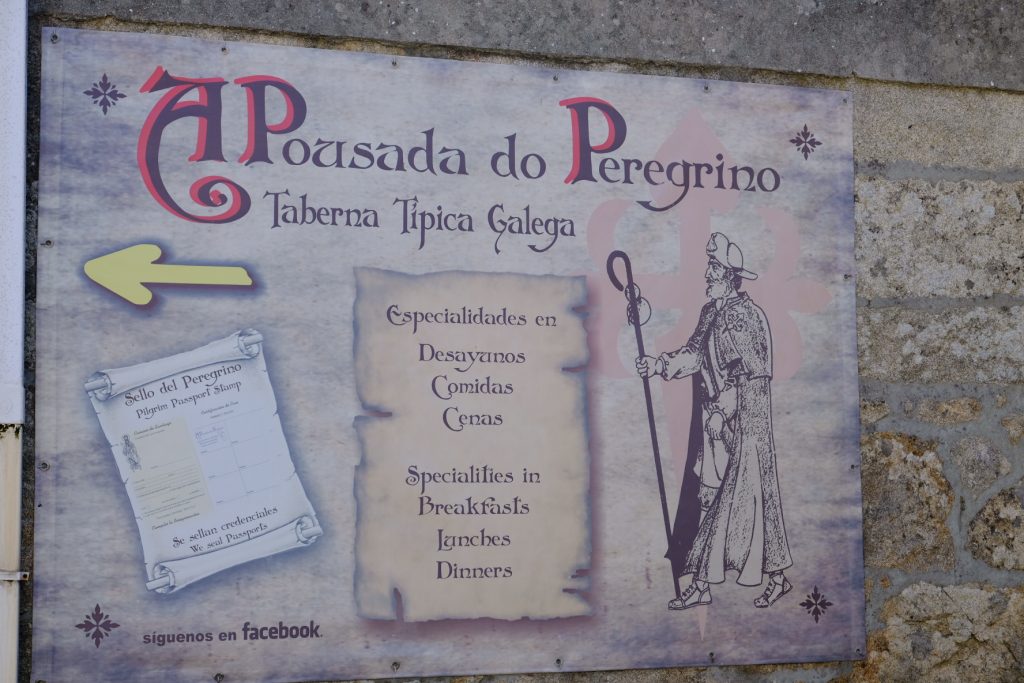 A Pousada do Peregrino
Taberna Típica Galega
Especialidades en
Desayunos
Comidas
Cenas
Specialities in
Breakfasts
Lunches
Dinners
Sello del Peregrino
Pilgrim Passport Stamp
Se sellan credenciales
We seal Passports
síguenos en facebook.